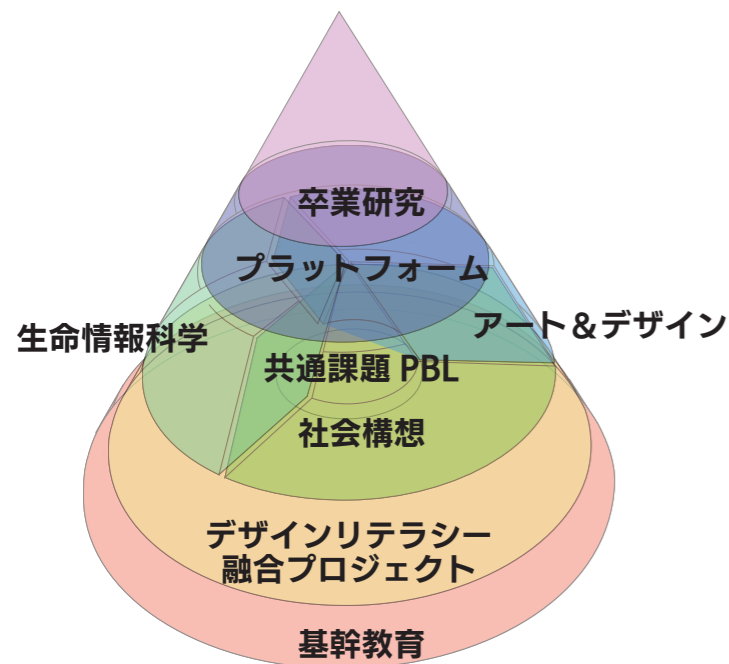 卒業研究
プラットフォーム
生命情報科学
アート＆デザイン
共通課題 PBL
社会構想
デザインリテラシー
融合プロジェクト
基幹教育